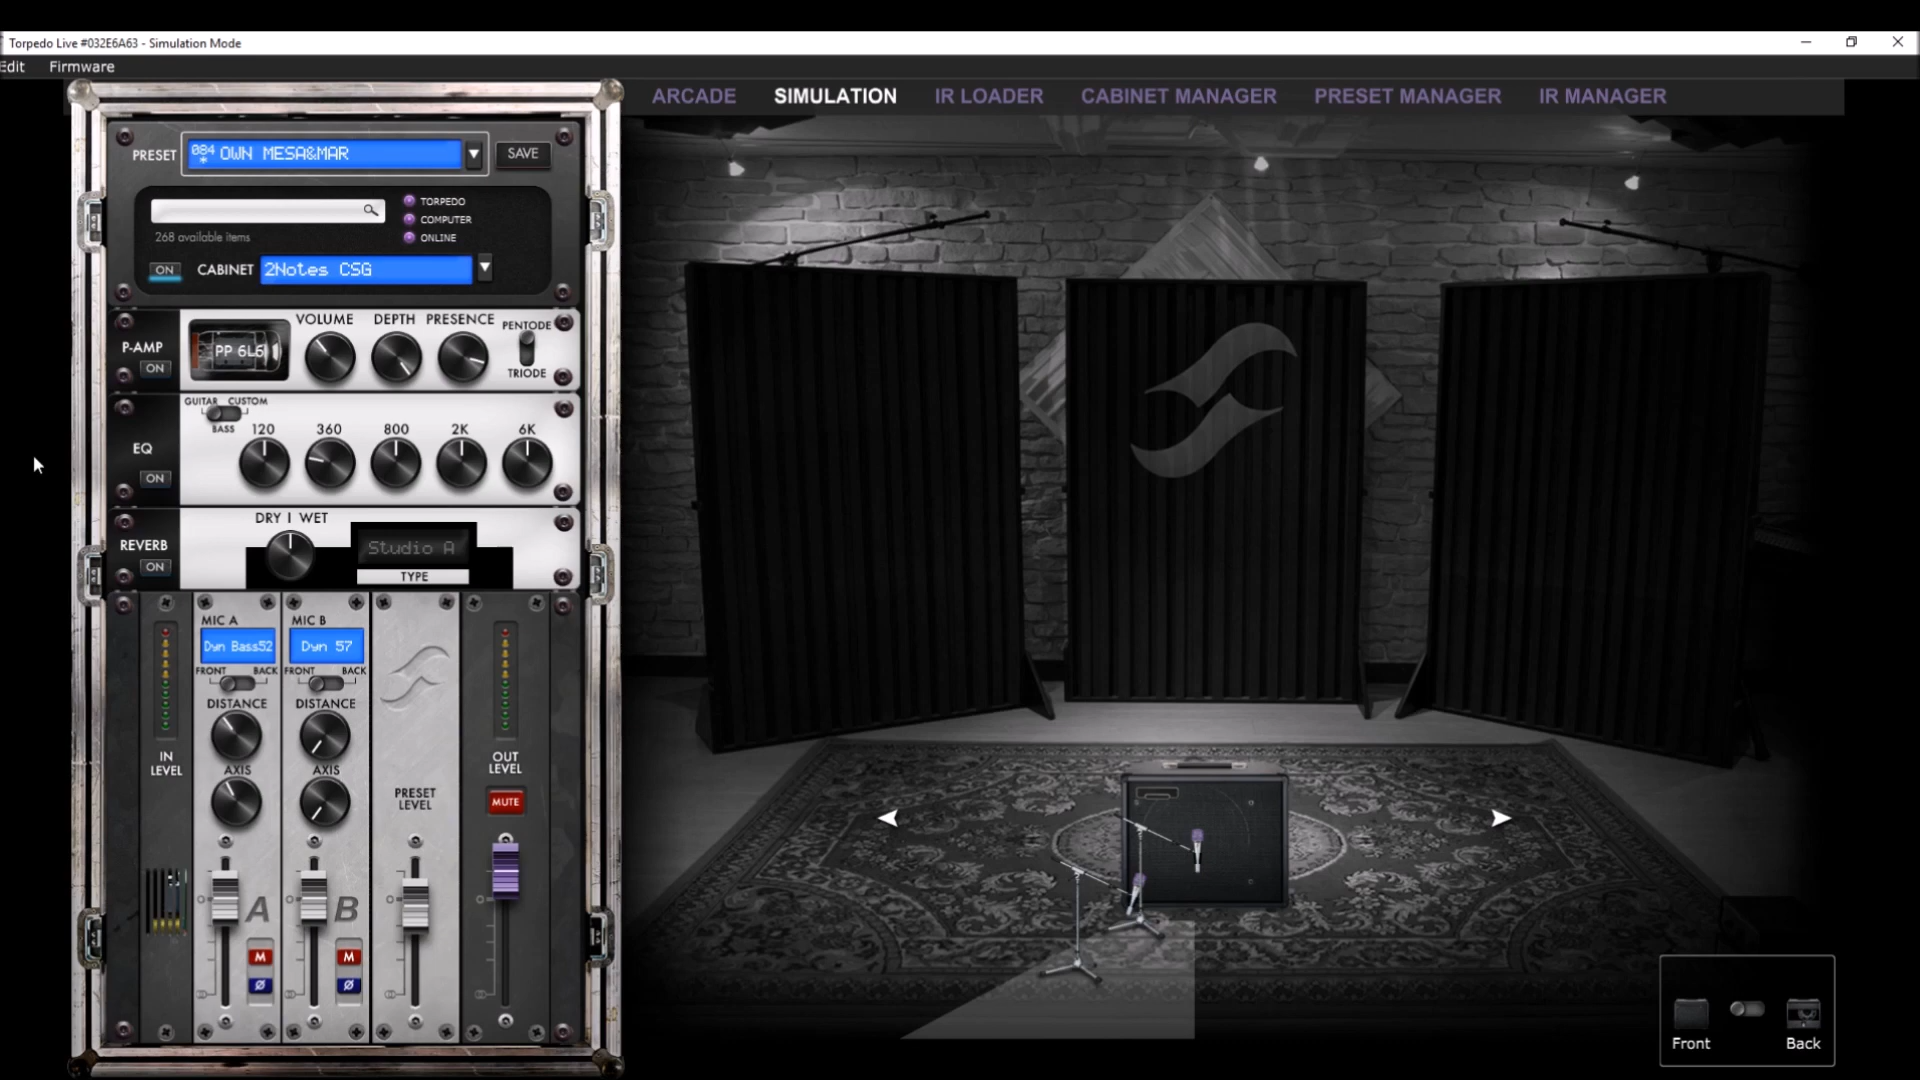 Torpedo Live #032E6A63 - Simulation Mode
Edit Firmware
ARCADE SIMULATION IR LOADER CABINET MANAGER PRESET MANAGER IR MANAGER
PRESET 084 * OWN MESA&MAR SAVE
TORPEDO
COMPUTER
268 available items
ONLINE
ON CABINET 2Notes CSG
VOLUME DEPTH PRESENCE PENTODE
P-AMP PP 6L6
ON TRIODE
GUITAR CUSTOM
BASS 120 360 800 2K 6K
EQ
ON
DRY | WET
REVERB Studio A
ON TYPE
MIC A MIC B
Dyn Bass52 Dyn 57
FRONT BACK FRONT BACK
DISTANCE DISTANCE
IN LEVEL OUT LEVEL
AXIS AXIS
PRESET LEVEL MUTE
A B
M M
Ø Ø
Front Back